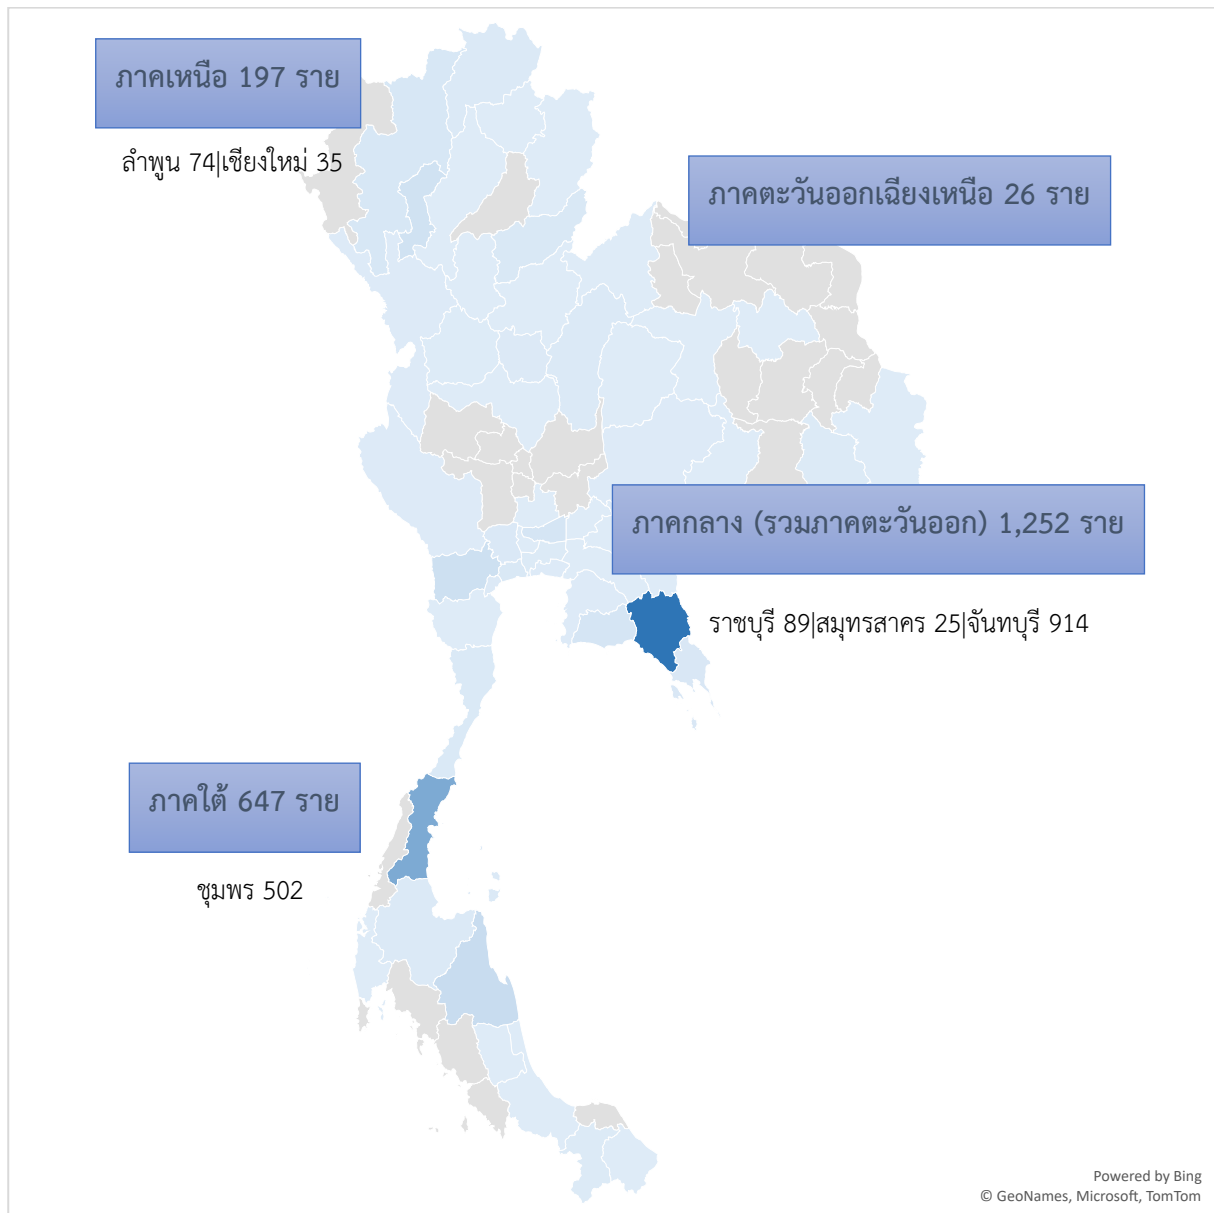 ภาคเหนือ 197 ราย
ลำพูน 74|เชียงใหม่ 35
ภาคตะวันออกเฉียงเหนือ 26 ราย
ภาคกลาง (รวมภาคตะวันออก) 1,252 ราย
ราชบุรี 89|สมุทรสาคร 25|จันทบุรี 914
ภาคใต้ 647 ราย
ชุมพร 502
Powered by Bing
© GeoNames, Microsoft, TomTom